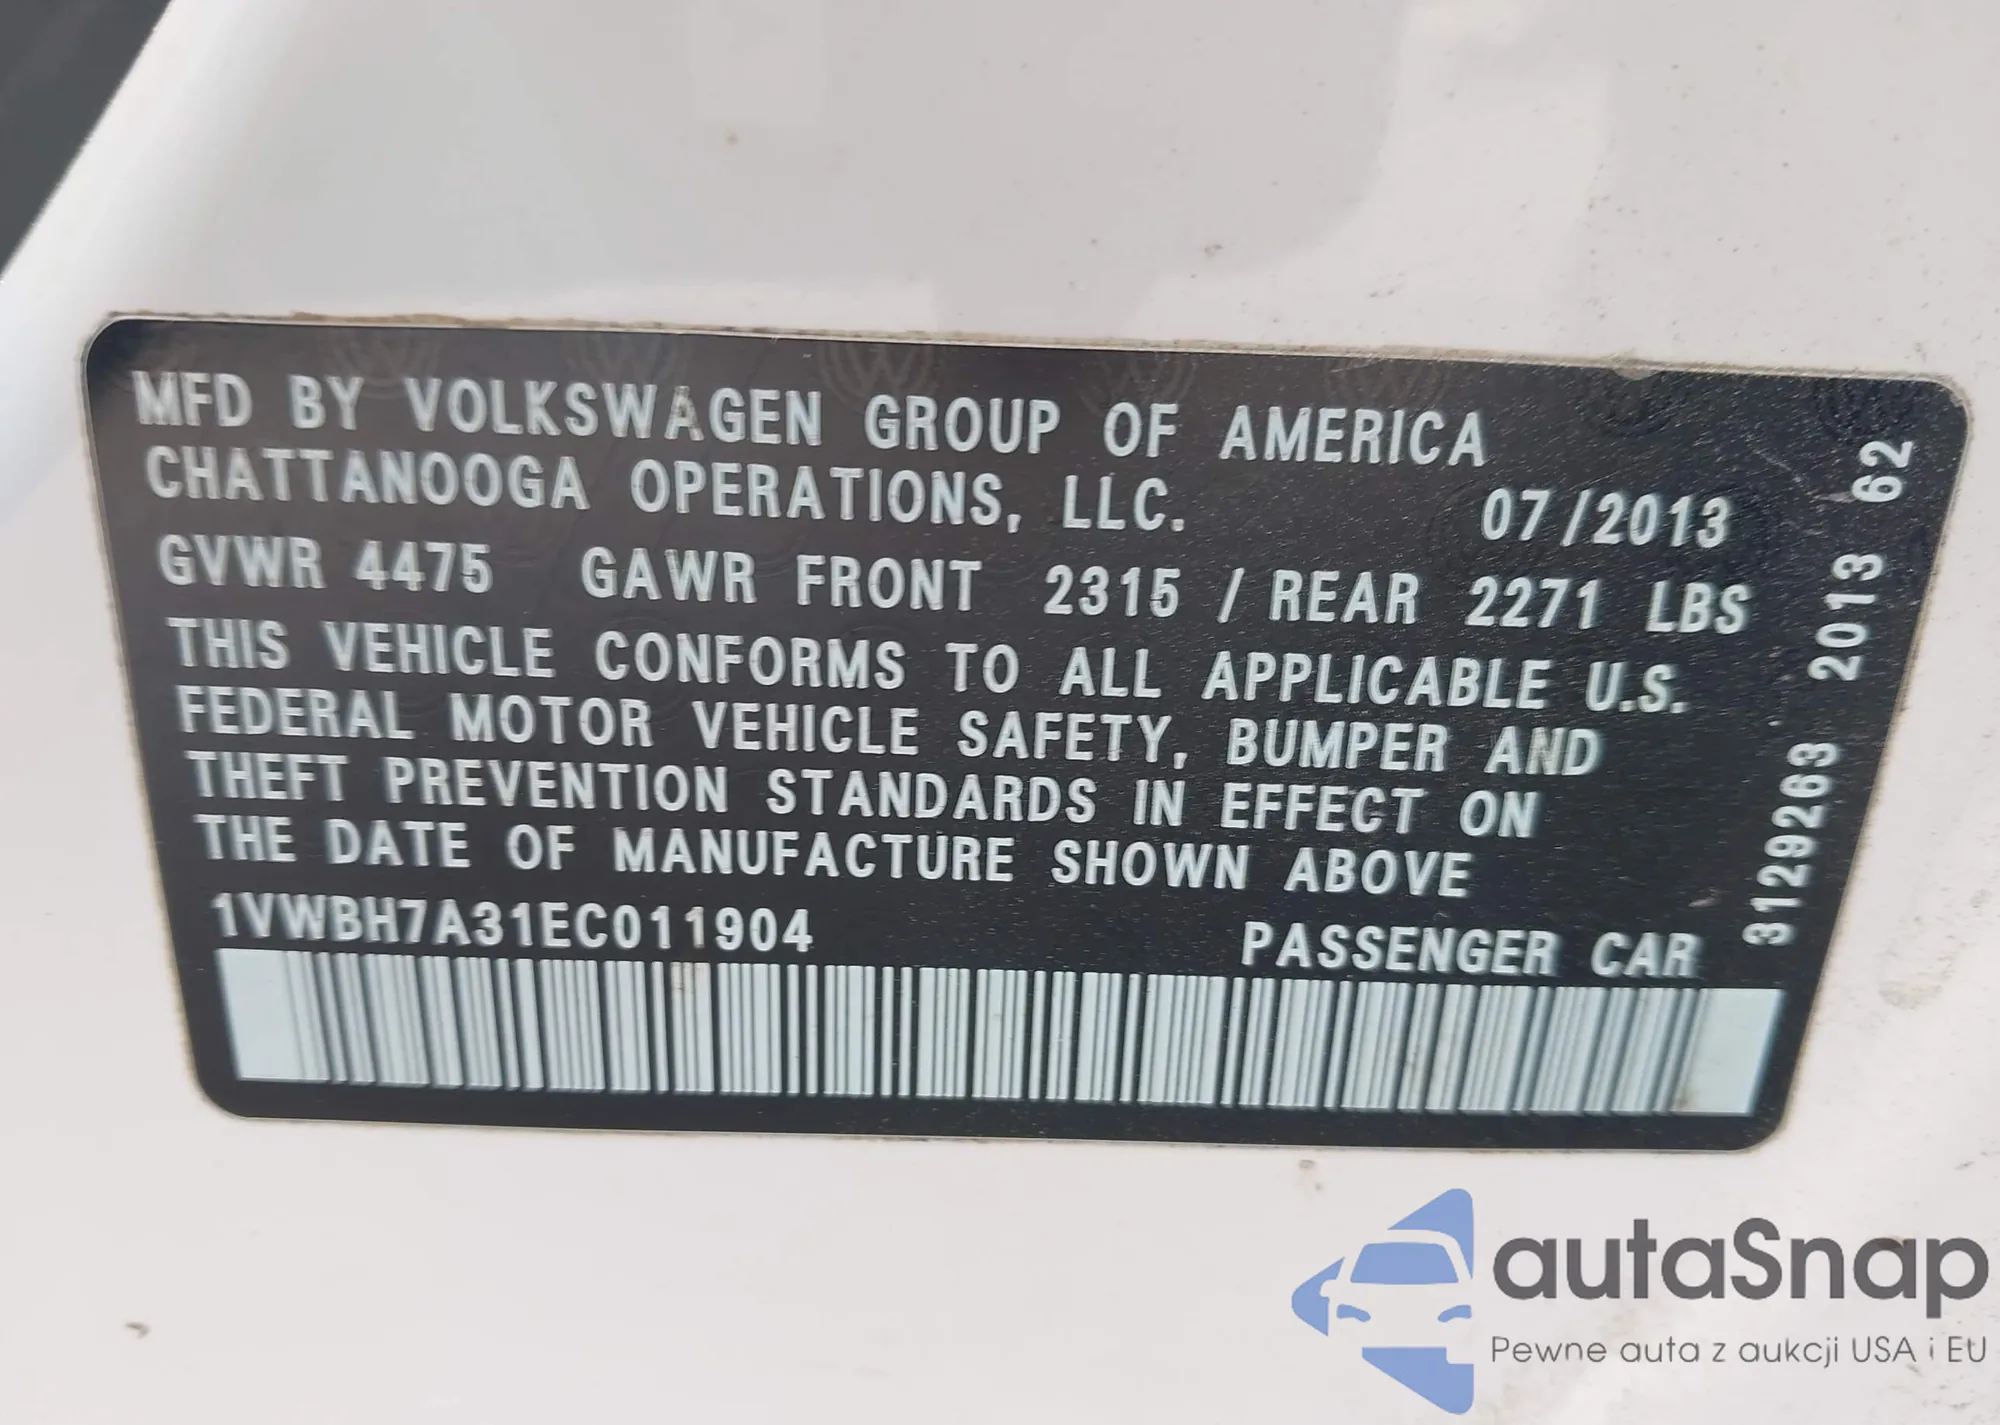 MFD BY VOLKSWAGEN GROUP OF AMERICA
CHATTANOOGA OPERATIONS, LLC. 07/2013
GVWR 4475 GAWR FRONT 2315 / REAR 2271 LBS
THIS VEHICLE CONFORMS TO ALL APPLICABLE U.S.
FEDERAL MOTOR VEHICLE SAFETY, BUMPER AND
THEFT PREVENTION STANDARDS IN EFFECT ON
THE DATE OF MANUFACTURE SHOWN ABOVE
1VWBH7A31EC011904 PASSENGER CAR
3129263 2013 62
autaSnap
Pewne auta z aukcji USA i EU